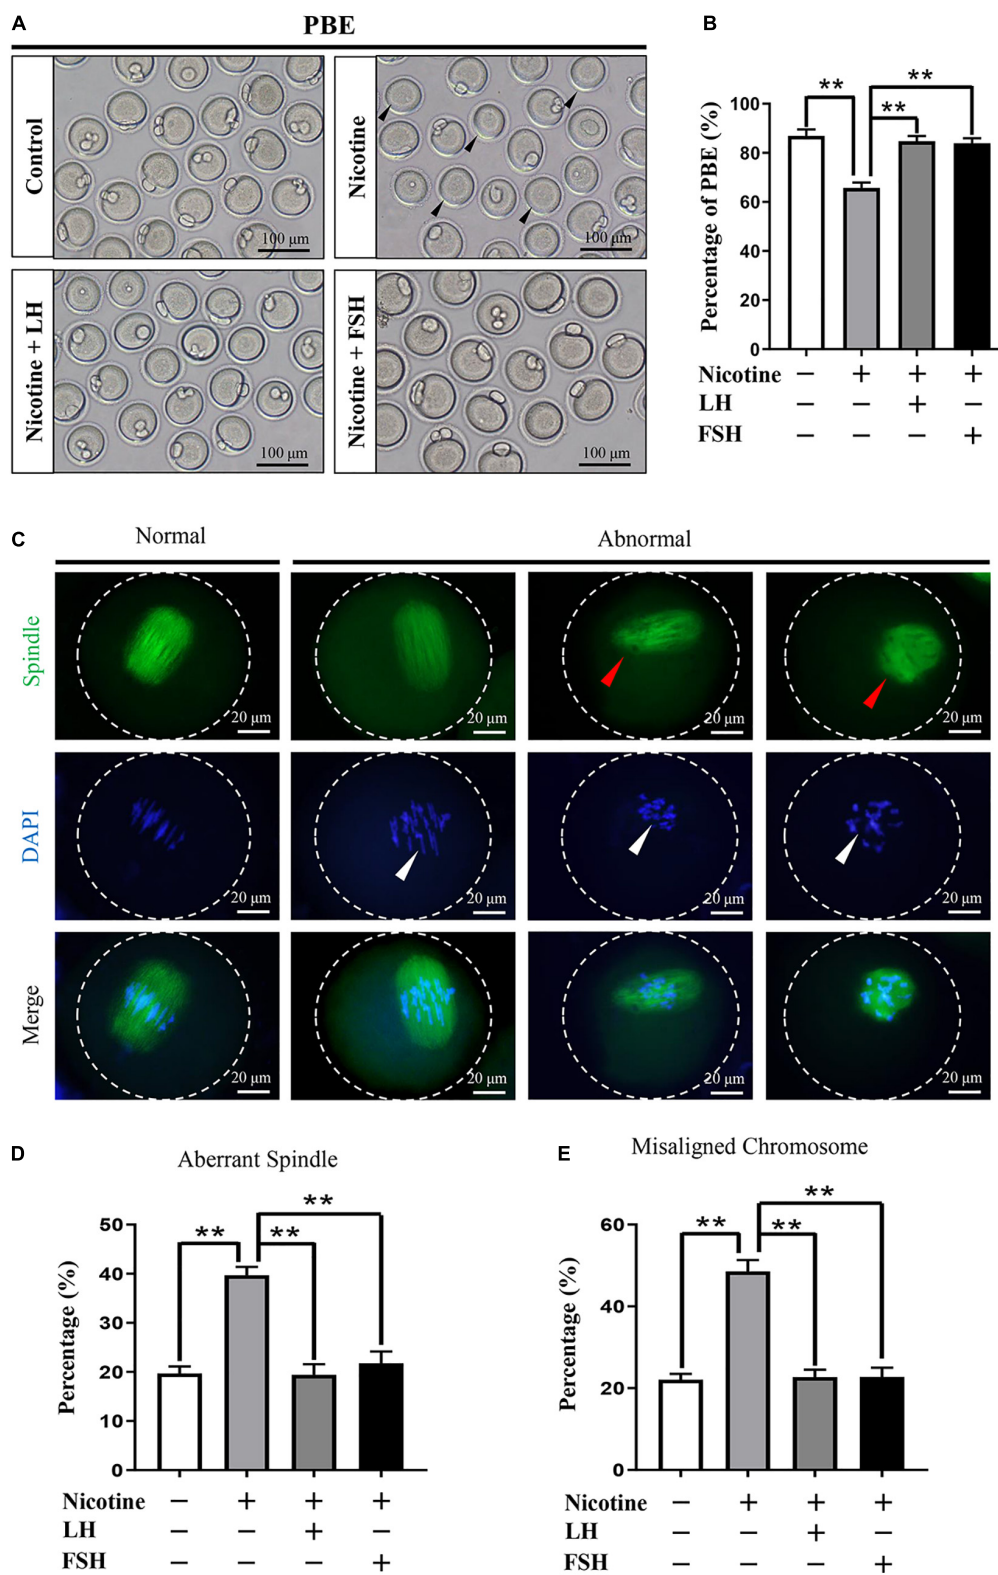 A
PBE
Control
100 μm
Nicotine
100 μm
Nicotine + LH
100 μm
Nicotine + FSH
100 μm
B
**
**
**
Percentage of PBE (%)
100
80
60
40
20
0
Nicotine − + + +
LH − − + −
FSH − − − +
C
Normal
Abnormal
Spindle
20 μm
20 μm
20 μm
20 μm
DAPI
20 μm
20 μm
20 μm
20 μm
Merge
20 μm
20 μm
20 μm
20 μm
D
Aberrant Spindle
**
**
**
Percentage (%)
50
40
30
20
10
0
Nicotine − + + +
LH − − + −
FSH − − − +
E
Misaligned Chromosome
**
**
**
Percentage (%)
60
40
20
0
Nicotine − + + +
LH − − + −
FSH − − − +